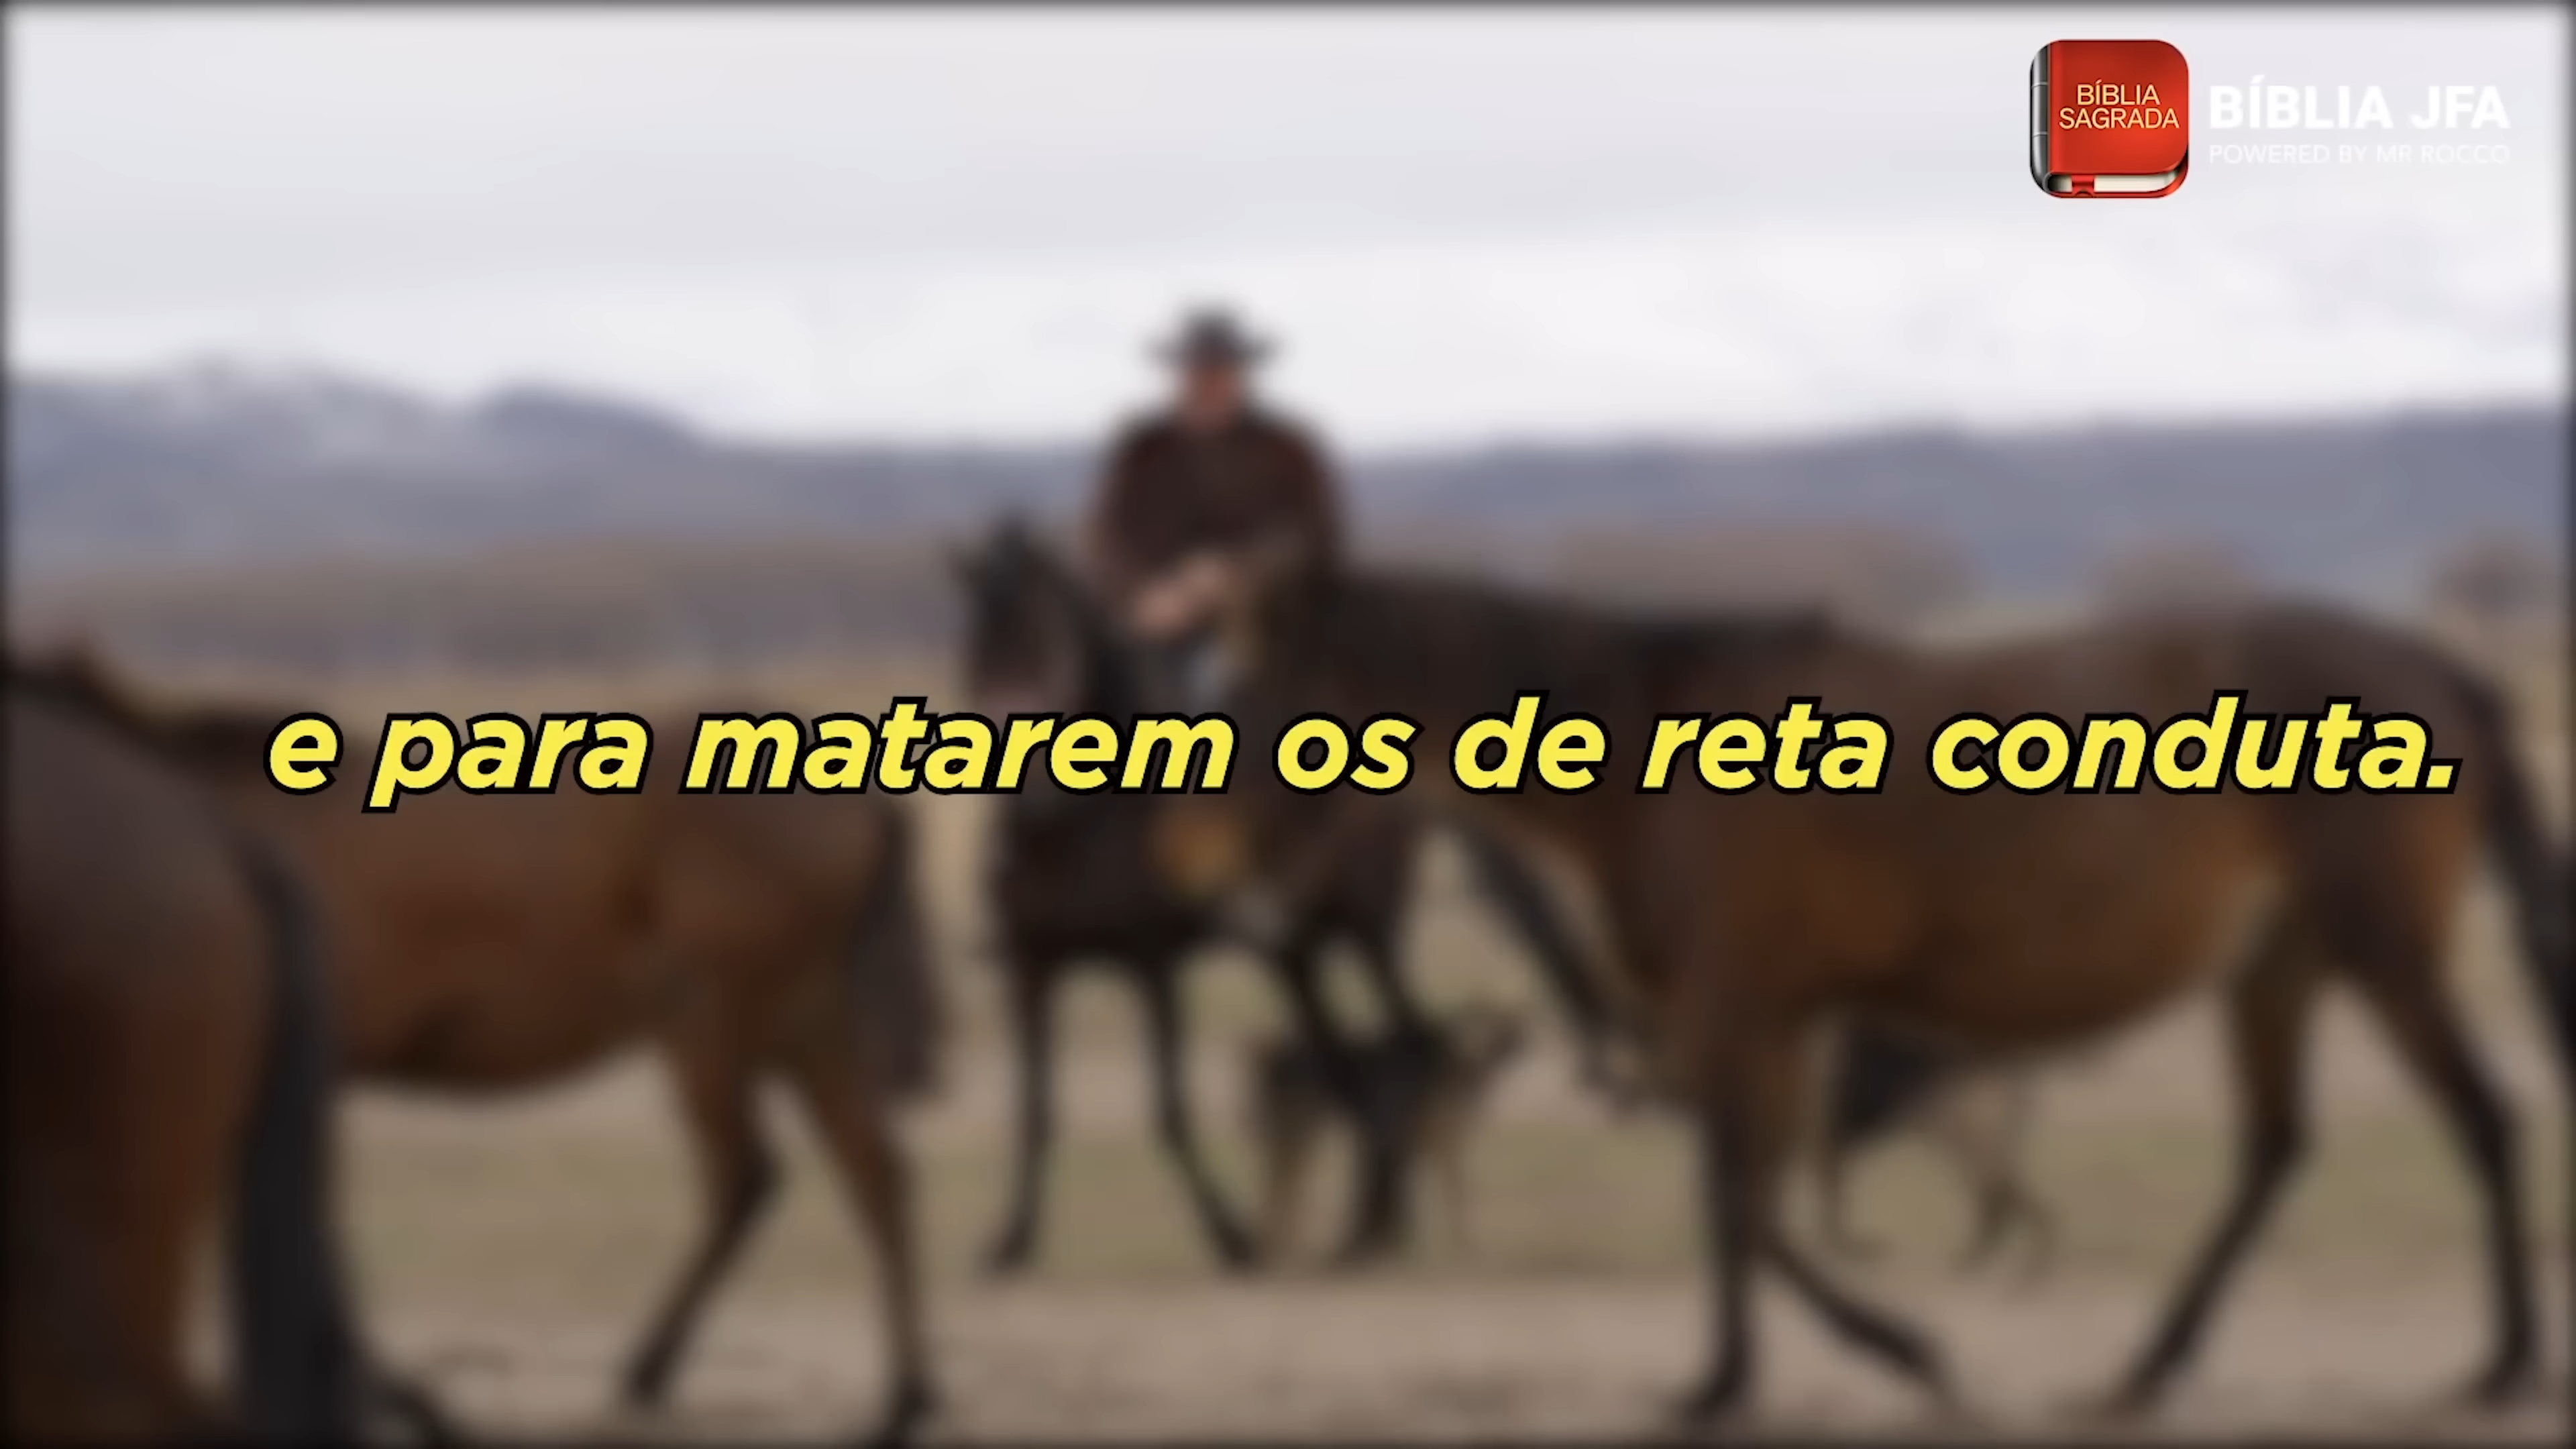 BÍBLIA
SAGRADA
BÍBLIA JFA
POWERED BY MR ROCCO
e para matarem os de reta conduta.